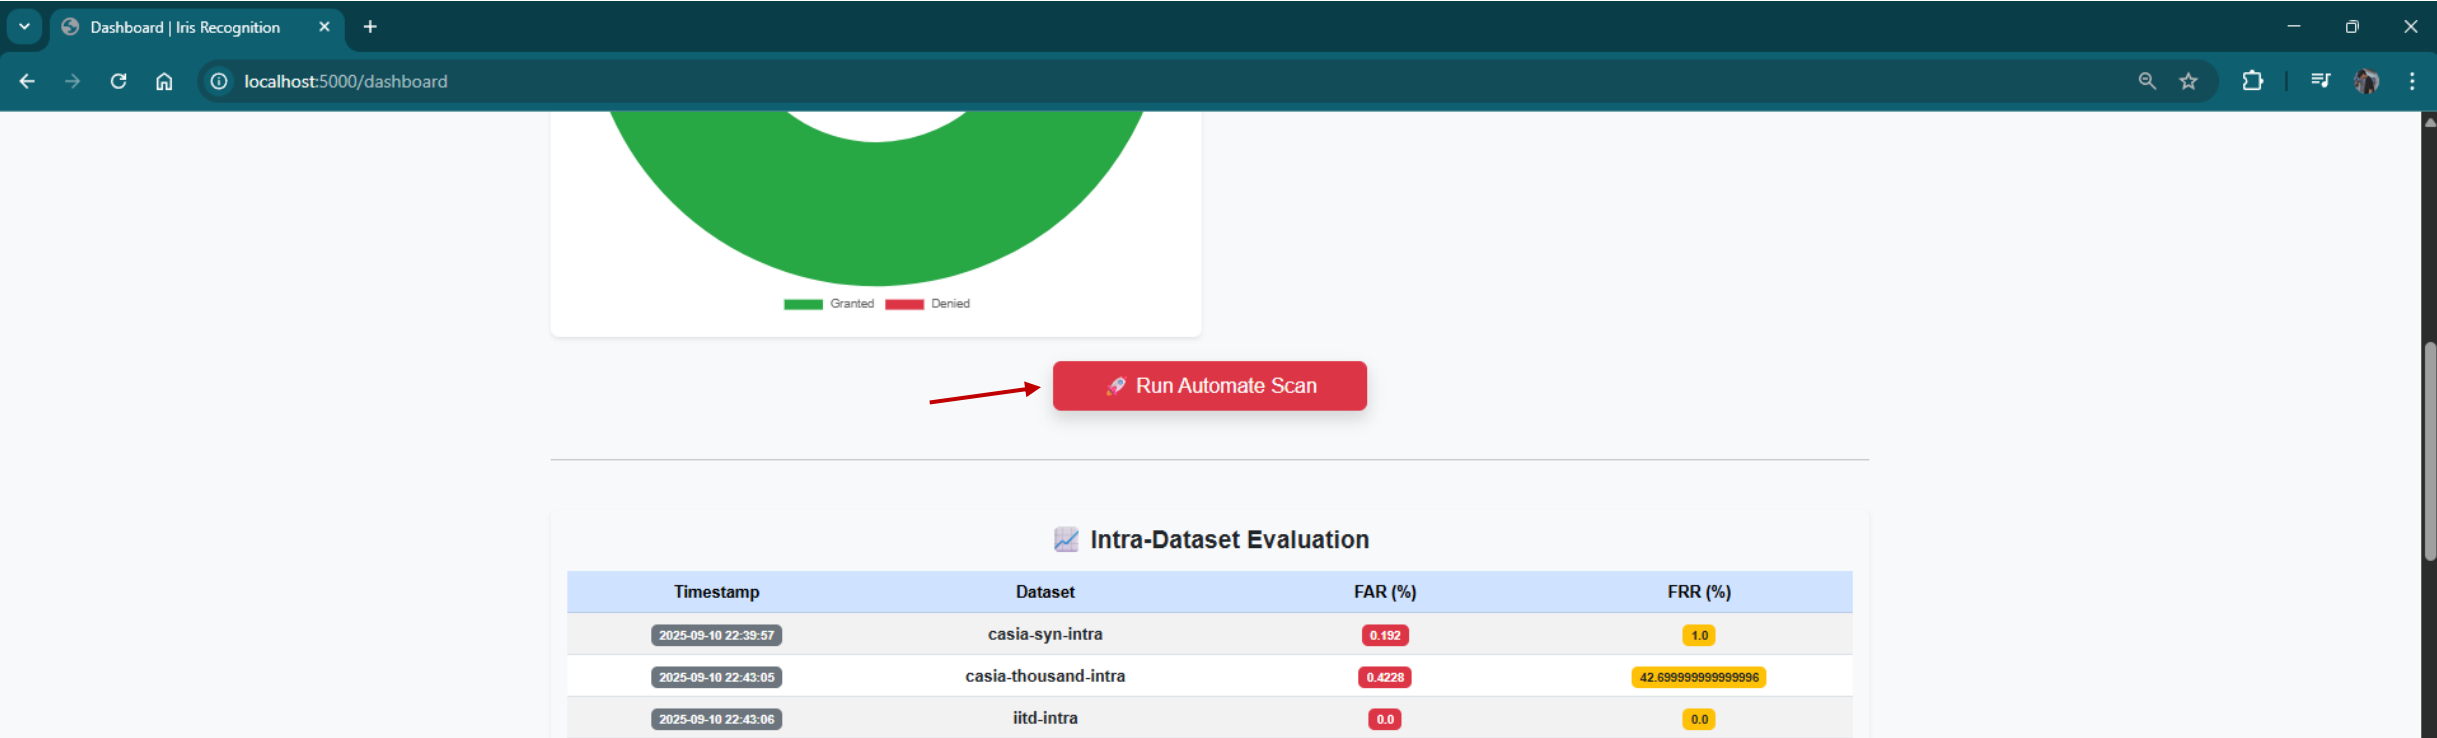 Dashboard | Iris Recognition
localhost:5000/dashboard
Granted Denied
🚀 Run Automate Scan
📈 Intra-Dataset Evaluation
Timestamp Dataset FAR (%) FRR (%)
2025-09-10 22:39:57 casia-syn-intra 0.192 1.0
2025-09-10 22:43:05 casia-thousand-intra 0.4228 42.699999999999996
2025-09-10 22:43:06 iitd-intra 0.0 0.0